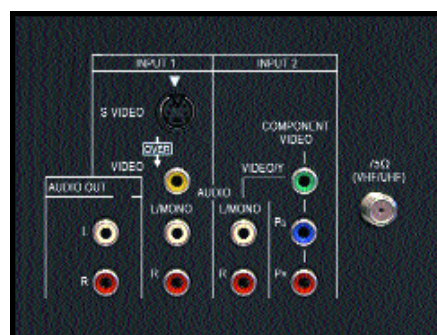 INPUT 1
INPUT 2
S VIDEO
OVER
COMPONENT
VIDEO
VIDEO
VIDEO/Y
75Ω
(VHF/UHF)
AUDIO OUT
AUDIO
L/MONO
L/MONO
L
PB
R
R
R
PR